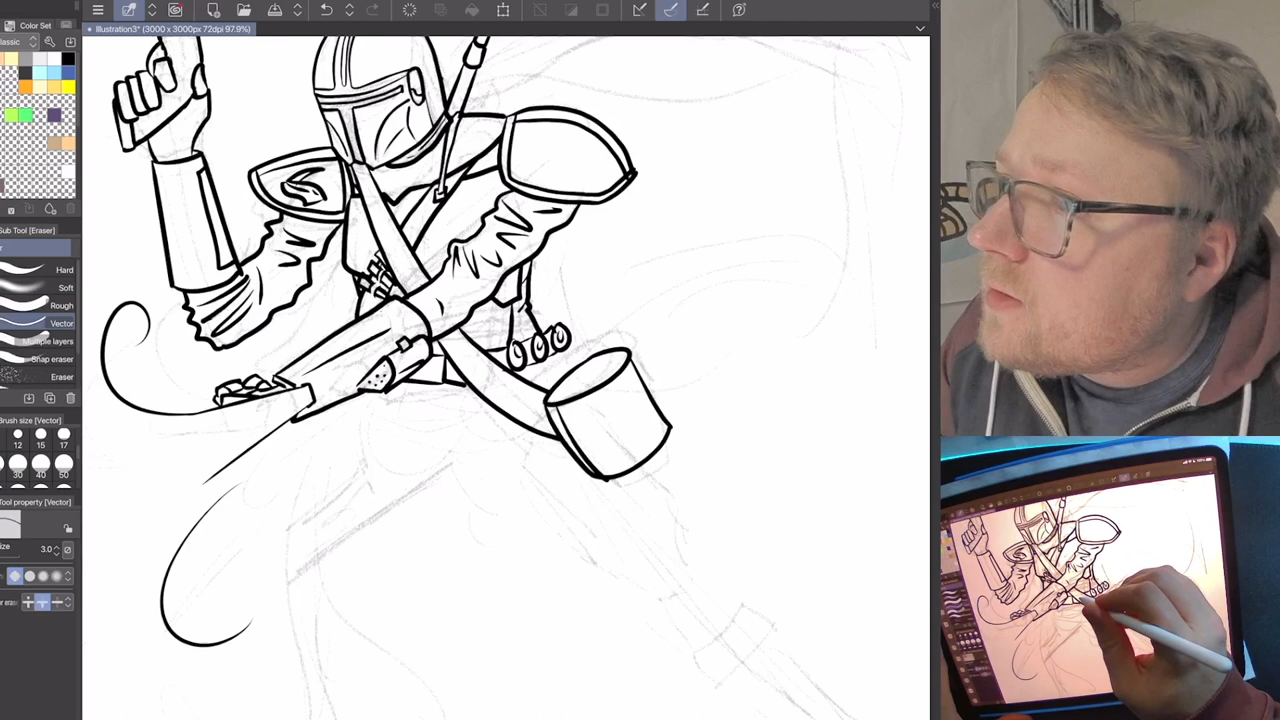 Illustration3* (3000 x 3000px 72dpi 97.9%)
Color Set
lassic
Sub Tool [Eraser]
Hard
Soft
Rough
Vector
Multiple layers
Snap eraser
Eraser
Brush size [Vector]
12 15 17
30 40 50
Tool property [Vector]
3.0